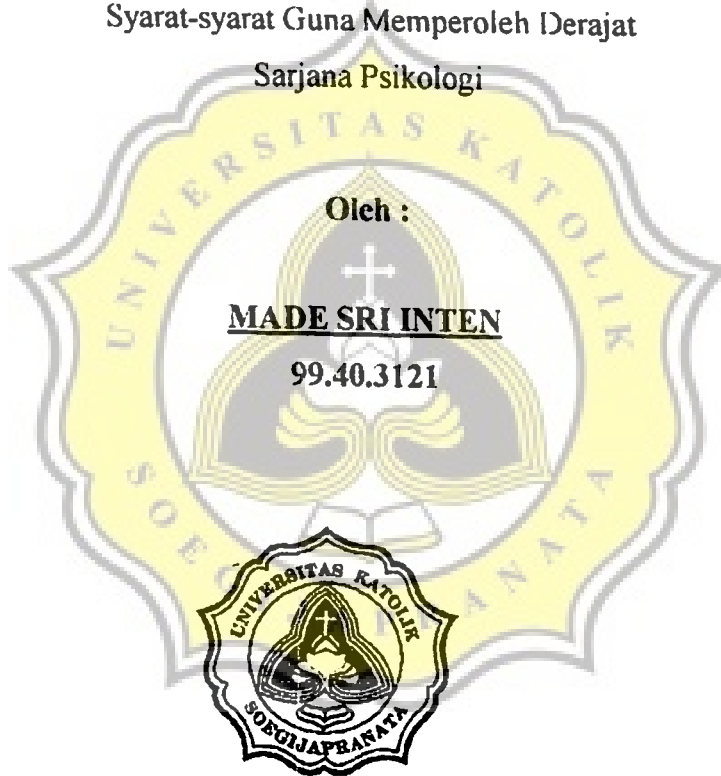 Syarat-syarat Guna Memperoleh Derajat
Sarjana Psikologi
Oleh :
MADE SRI INTEN
99.40.3121
UNIVERSITAS KATOLIK
SOEGIJAPRANATA
UNIVERSITAS KATOLIK
SOEGIJAPRANATA